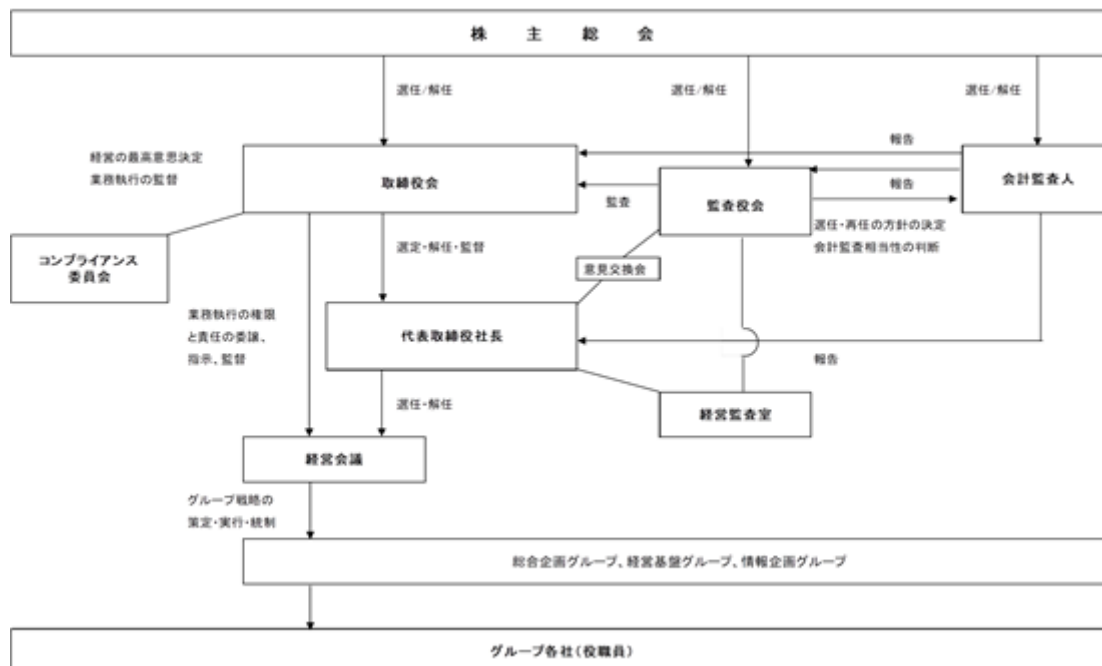 株主総会
選任/解任
選任/解任
選任/解任
経営の最高意思決定
業務執行の監督
取締役会
報告
会計監査人
監査
監査役会
報告
選任・再任の方針の決定
会計監査相当性の判断
コンプライアンス
委員会
選定・解任・監督
意見交換会
業務執行の権限
と責任の委譲、
指示、監督
代表取締役社長
報告
選任・解任
経営監査室
経営会議
グループ戦略の
策定・実行・統制
総合企画グループ、経営基盤グループ、情報企画グループ
グループ各社(役職員)